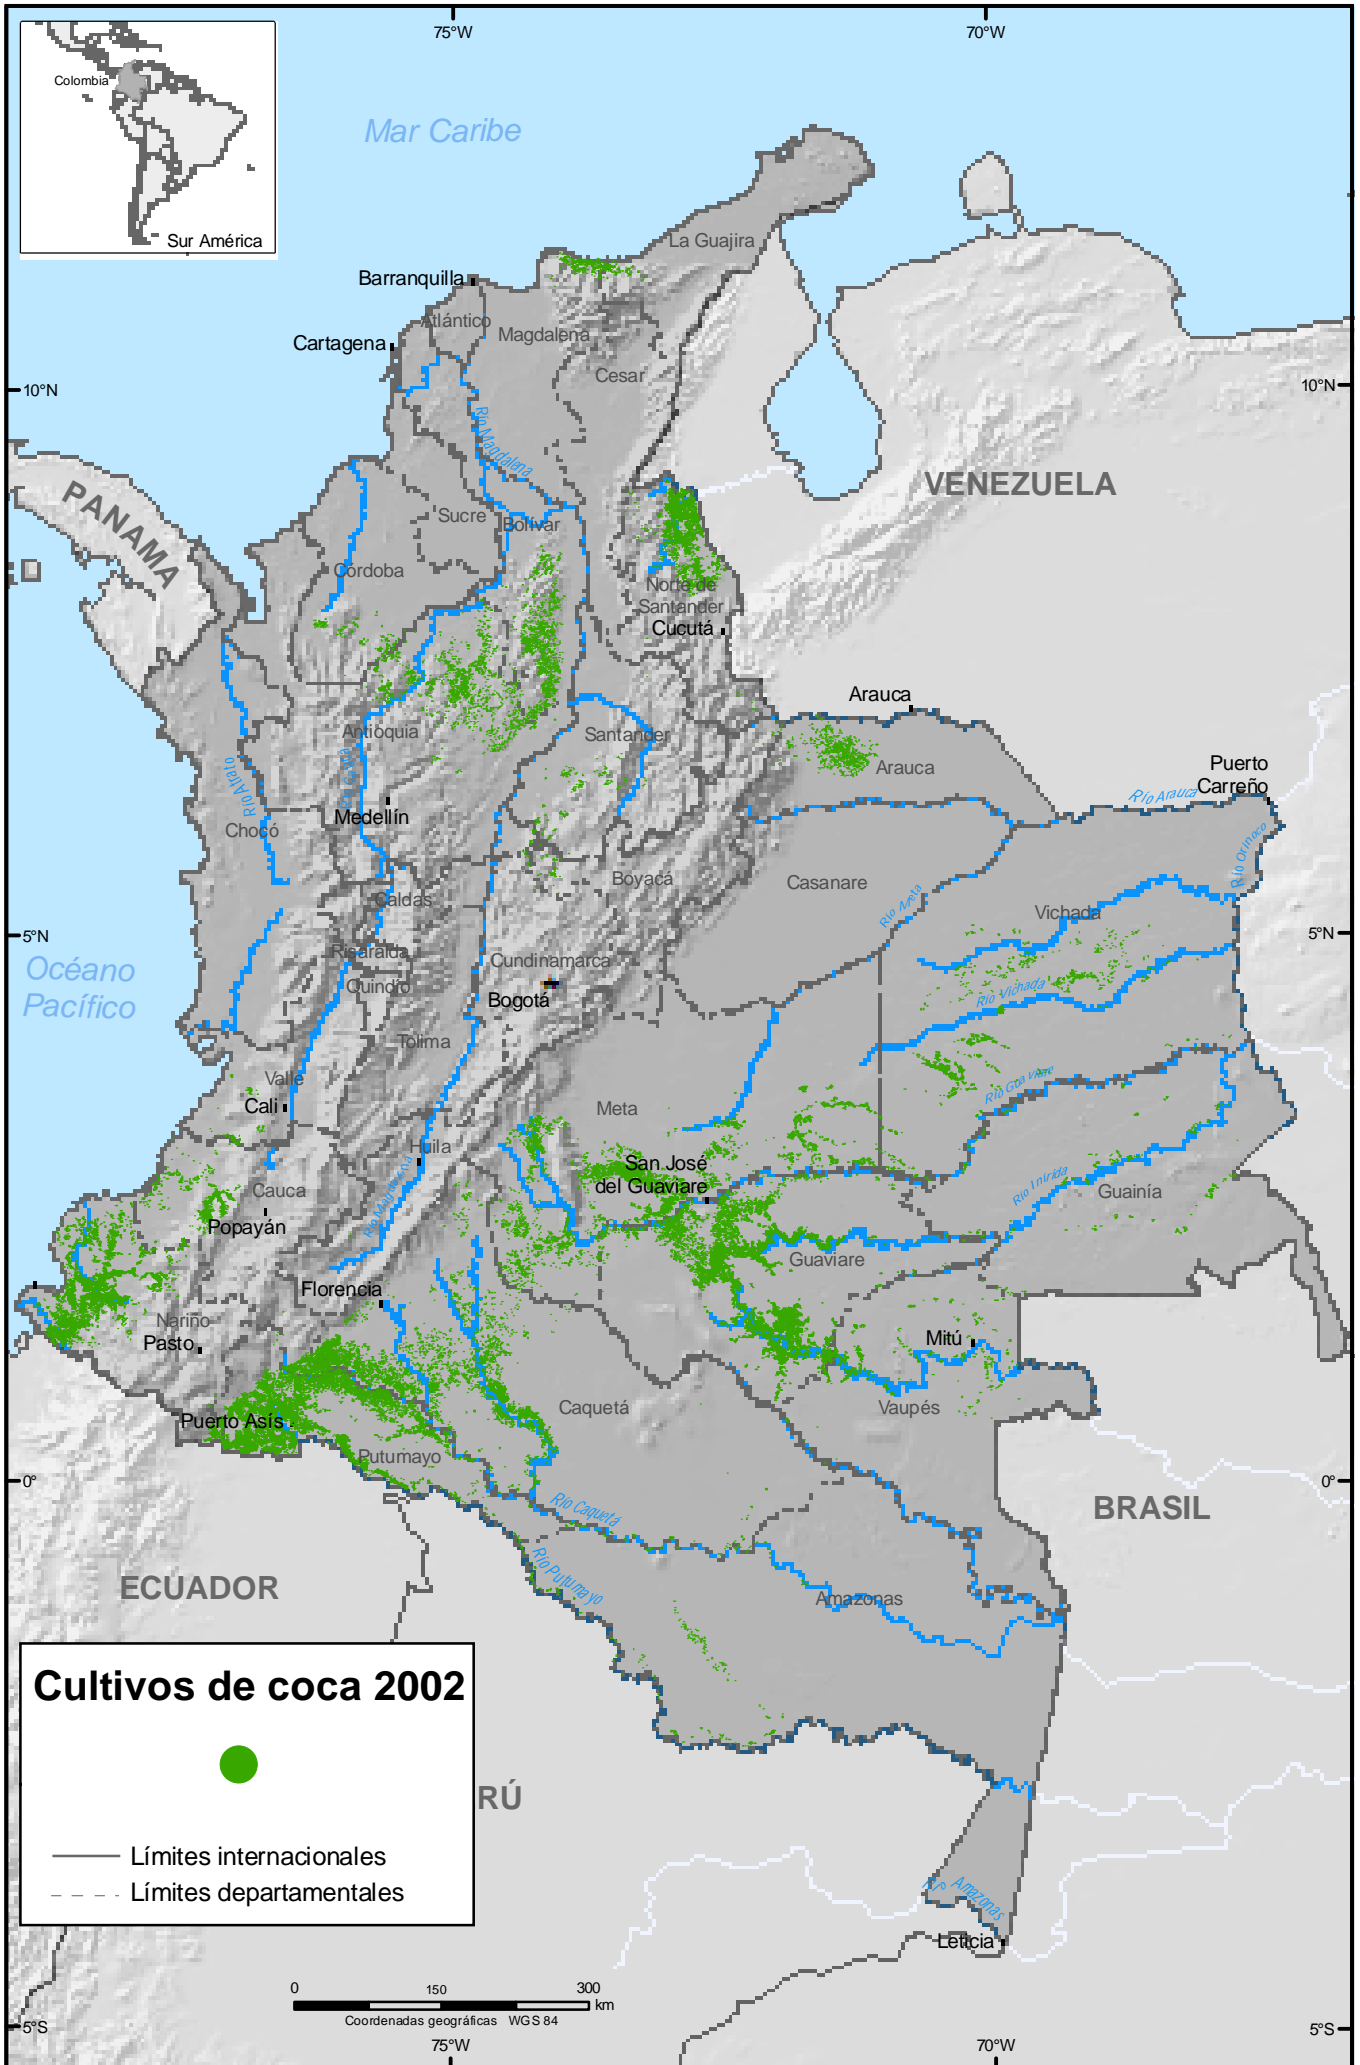 75°W
70°W
Colombia
Sur América
Mar Caribe
La Guajira
Barranquilla
Atlántico
Magdalena
Cartagena
Cesar
10°N
10°N
Río Magdalena
VENEZUELA
PANAMA
Sucre
Bolívar
Córdoba
Norte de
Santander
Cucutá
Arauca
Antioquia
Santander
Arauca
Puerto
Carreño
Río Arauca
Río Atrato
Medellín
Chocó
Río Orinoco
Boyacá
Casanare
Caldas
Río Meta
Vichada
5°N
5°N
Risaralda
Océano
Pacífico
Cundinamarca
Quindío
Bogotá
Río Vichada
Tolima
Valle
Río Guaviare
Cali
Meta
Huila
San José
del Guaviare
Cauca
Río Inírida
Guainía
Popayán
Río Magdalena
Guaviare
Florencia
Nariño
Pasto
Mitú
Caquetá
Vaupés
Puerto Asís
Putumayo
0°
0°
Río Caquetá
BRASIL
Río Putumayo
ECUADOR
Amazonas
Cultivos de coca 2002
RÚ
Límites internacionales
Límites departamentales
Amazonas
Leticia
0
150
300
km
Coordenadas geográficas WGS 84
5°S
5°S
75°W
70°W